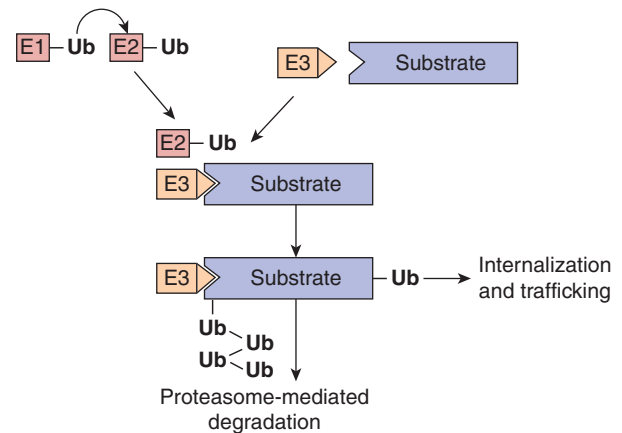 E1 Ub E2 Ub
E3 Substrate
E2 Ub
E3 Substrate
E3 Substrate Ub
Internalization
and trafficking
Ub
Ub
Ub
Ub
Proteasome-mediated
degradation